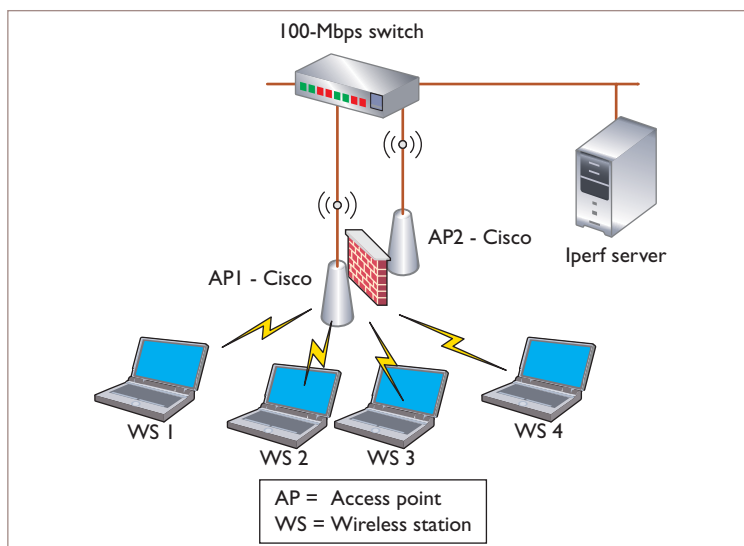 100-Mbps switch
AP2 - Cisco
Iperf server
AP1 - Cisco
WS 1
WS 2
WS 3
WS 4
AP = Access point
WS = Wireless station